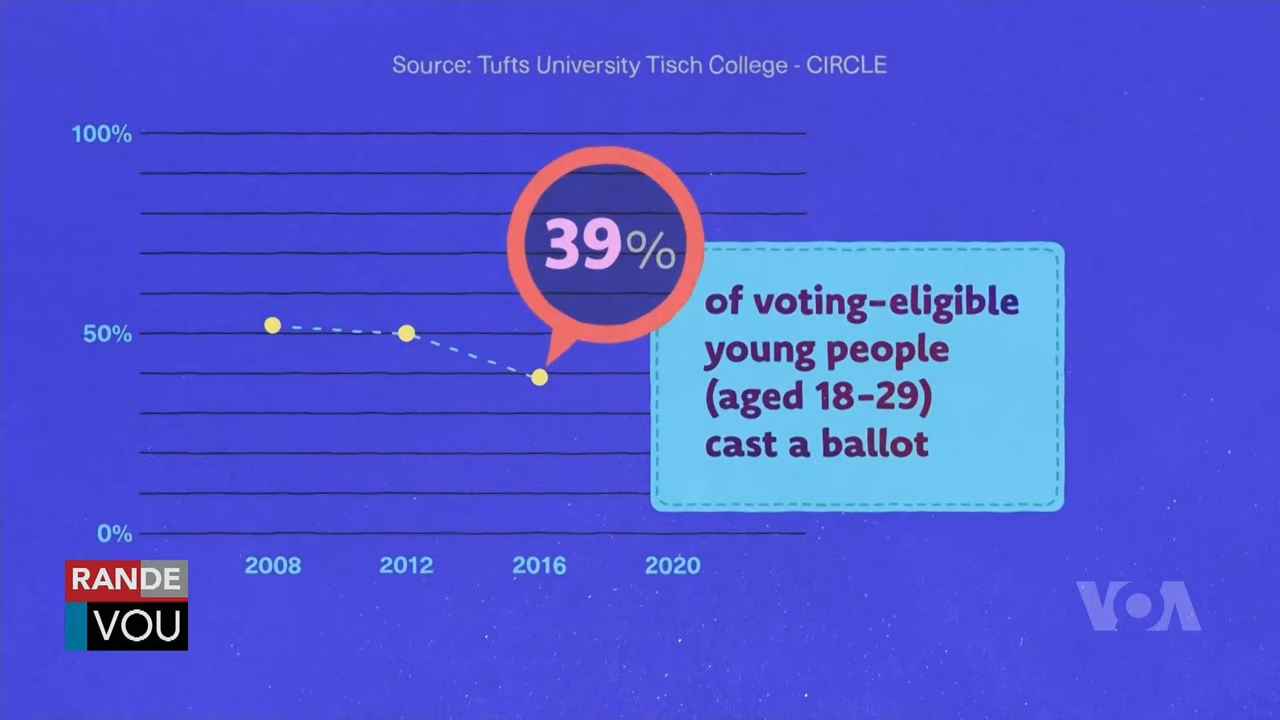 Source: Tufts University Tisch College - CIRCLE
100%
39%
of voting-eligible
young people
(aged 18-29)
cast a ballot
50%
0%
2008 2012 2016 2020
RANDE
VOU
VOA